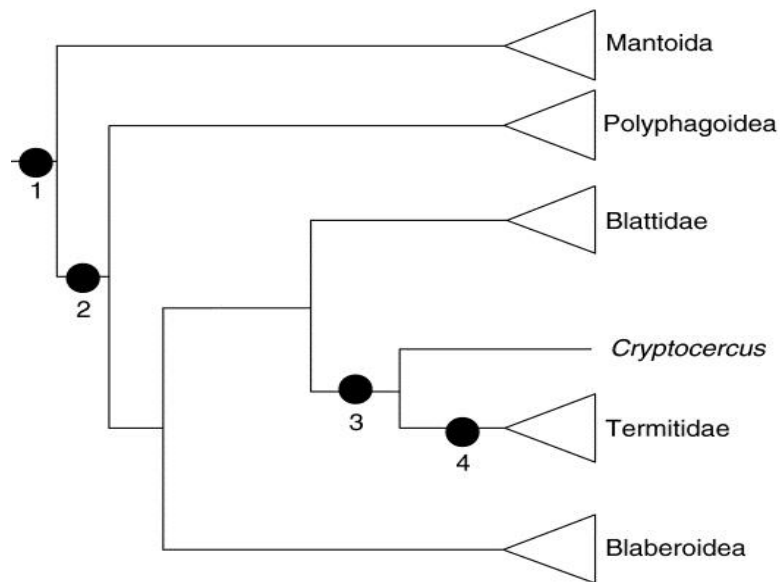 Mantoida
Polyphagoidea
1
Blattidae
2
Cryptocercus
3
Termitidae
4
Blaberoidea